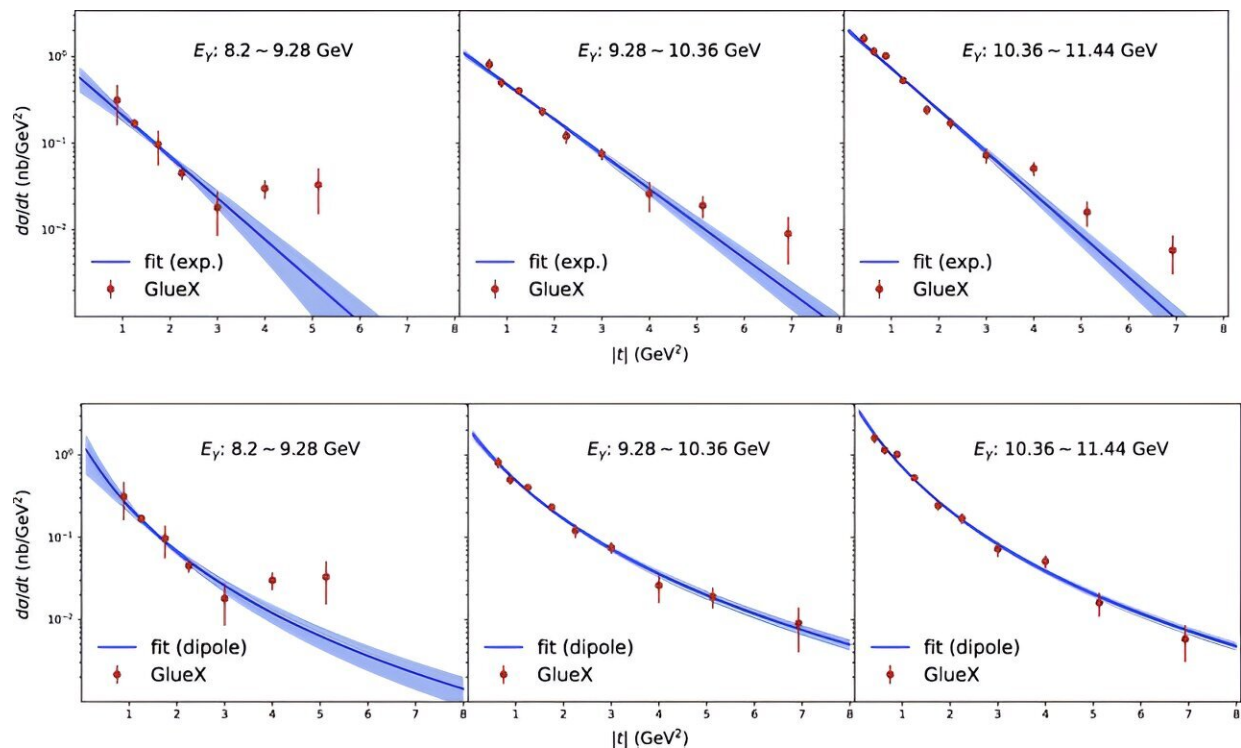 E_γ: 8.2 ~ 9.28 GeV
E_γ: 9.28 ~ 10.36 GeV
E_γ: 10.36 ~ 11.44 GeV
10⁰
10⁻¹
dσ/dt (nb/GeV²)
10⁻²
fit (exp.)
GlueX
fit (exp.)
GlueX
fit (exp.)
GlueX
1 2 3 4 5 6 7 8
1 2 3 4 5 6 7 8
1 2 3 4 5 6 7 8
|t| (GeV²)
E_γ: 8.2 ~ 9.28 GeV
E_γ: 9.28 ~ 10.36 GeV
E_γ: 10.36 ~ 11.44 GeV
10⁰
10⁻¹
dσ/dt (nb/GeV²)
10⁻²
fit (dipole)
GlueX
fit (dipole)
GlueX
fit (dipole)
GlueX
1 2 3 4 5 6 7 8
1 2 3 4 5 6 7 8
1 2 3 4 5 6 7 8
|t| (GeV²)